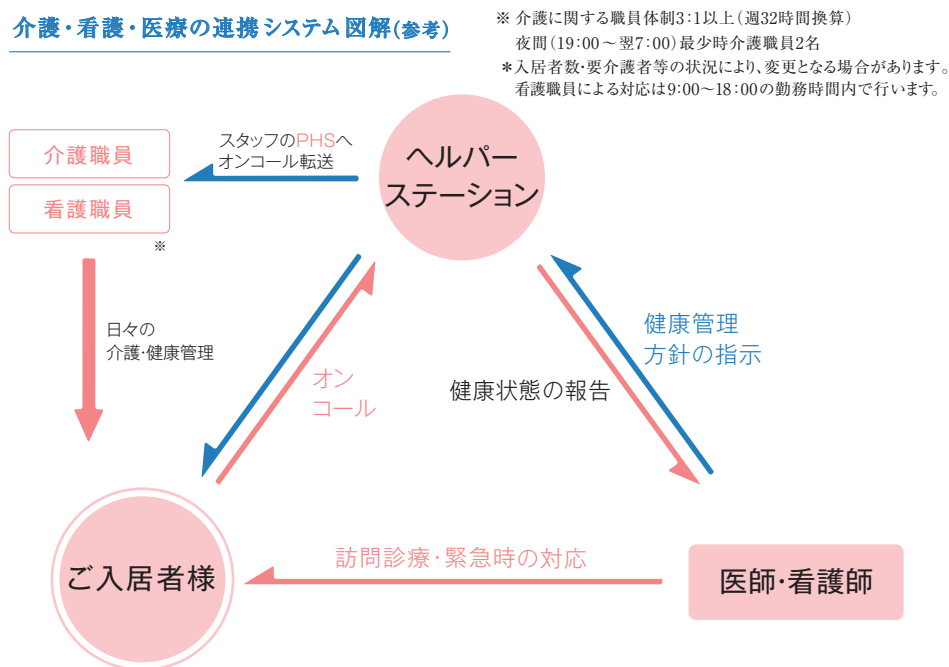 介護・看護・医療の連携システム図解(参考)
※ 介護に関する職員体制3:1以上(週32時間換算)
夜間(19:00～翌7:00)最少時介護職員2名
＊入居者数・要介護者等の状況により、変更となる場合があります。
看護職員による対応は9:00～18:00の勤務時間内で行います。
介護職員
看護職員
※
スタッフのPHSへ
オンコール転送
ヘルパー
ステーション
日々の
介護・健康管理
オン
コール
健康状態の報告
健康管理
方針の指示
ご入居者様
訪問診療・緊急時の対応
医師・看護師